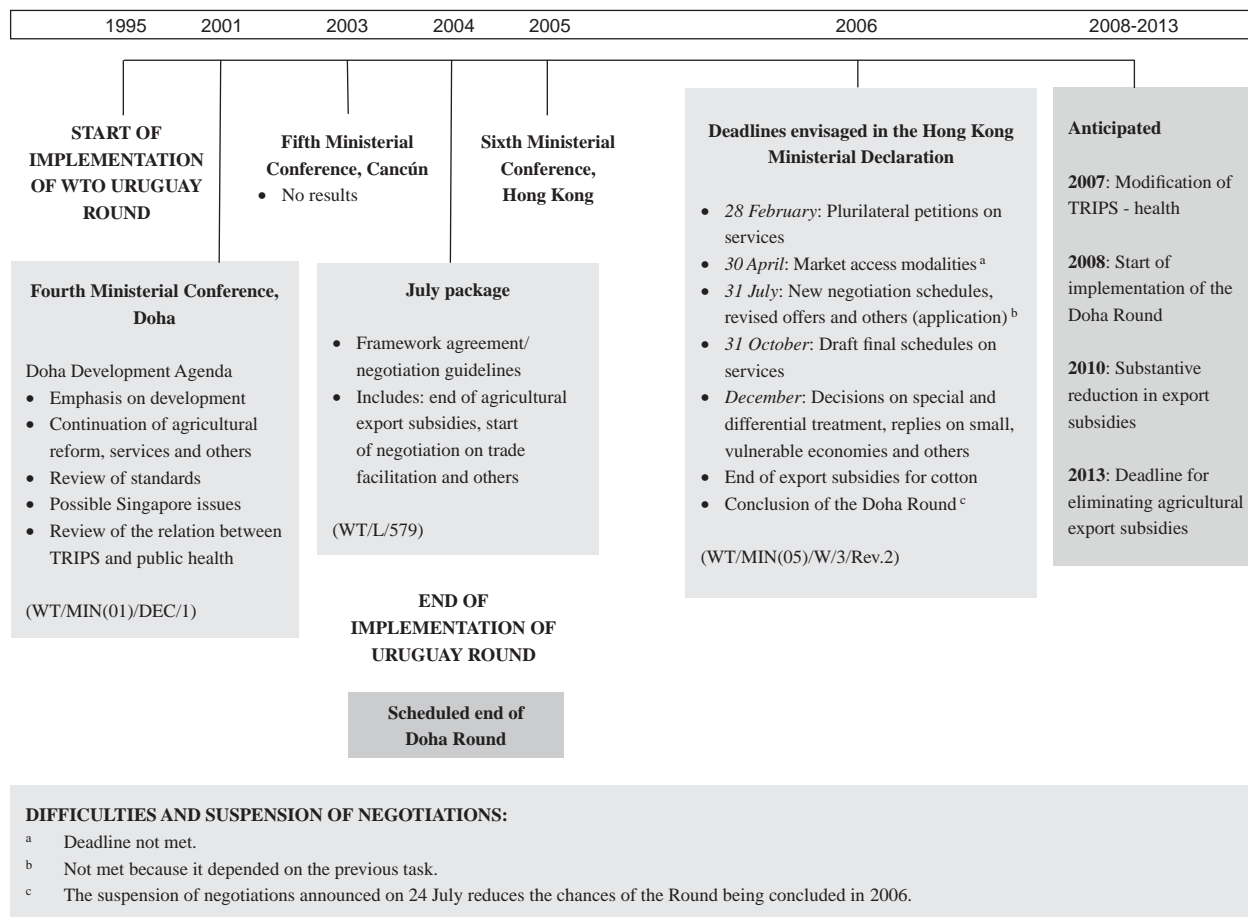 1995 2001 2003 2004 2005 2006 2008-2013
START OF
IMPLEMENTATION
OF WTO URUGUAY
ROUND
Fourth Ministerial Conference,
Doha
Doha Development Agenda
• Emphasis on development
• Continuation of agricultural
reform, services and others
• Review of standards
• Possible Singapore issues
• Review of the relation between
TRIPS and public health
(WT/MIN(01)/DEC/1)
Fifth Ministerial
Conference, Cancún
• No results
July package
• Framework agreement/
negotiation guidelines
• Includes: end of agricultural
export subsidies, start
of negotiation on trade
facilitation and others
(WT/L/579)
END OF
IMPLEMENTATION OF
URUGUAY ROUND
Scheduled end of
Doha Round
Sixth Ministerial
Conference,
Hong Kong
Deadlines envisaged in the Hong Kong
Ministerial Declaration
• 28 February: Plurilateral petitions on
services
• 30 April: Market access modalities a
• 31 July: New negotiation schedules,
revised offers and others (application) b
• 31 October: Draft final schedules on
services
• December: Decisions on special and
differential treatment, replies on small,
vulnerable economies and others
• End of export subsidies for cotton
• Conclusion of the Doha Round c
(WT/MIN(05)/W/3/Rev.2)
Anticipated
2007: Modification of
TRIPS - health
2008: Start of
implementation of the
Doha Round
2010: Substantive
reduction in export
subsidies
2013: Deadline for
eliminating agricultural
export subsidies
DIFFICULTIES AND SUSPENSION OF NEGOTIATIONS:
a Deadline not met.
b Not met because it depended on the previous task.
c The suspension of negotiations announced on 24 July reduces the chances of the Round being concluded in 2006.